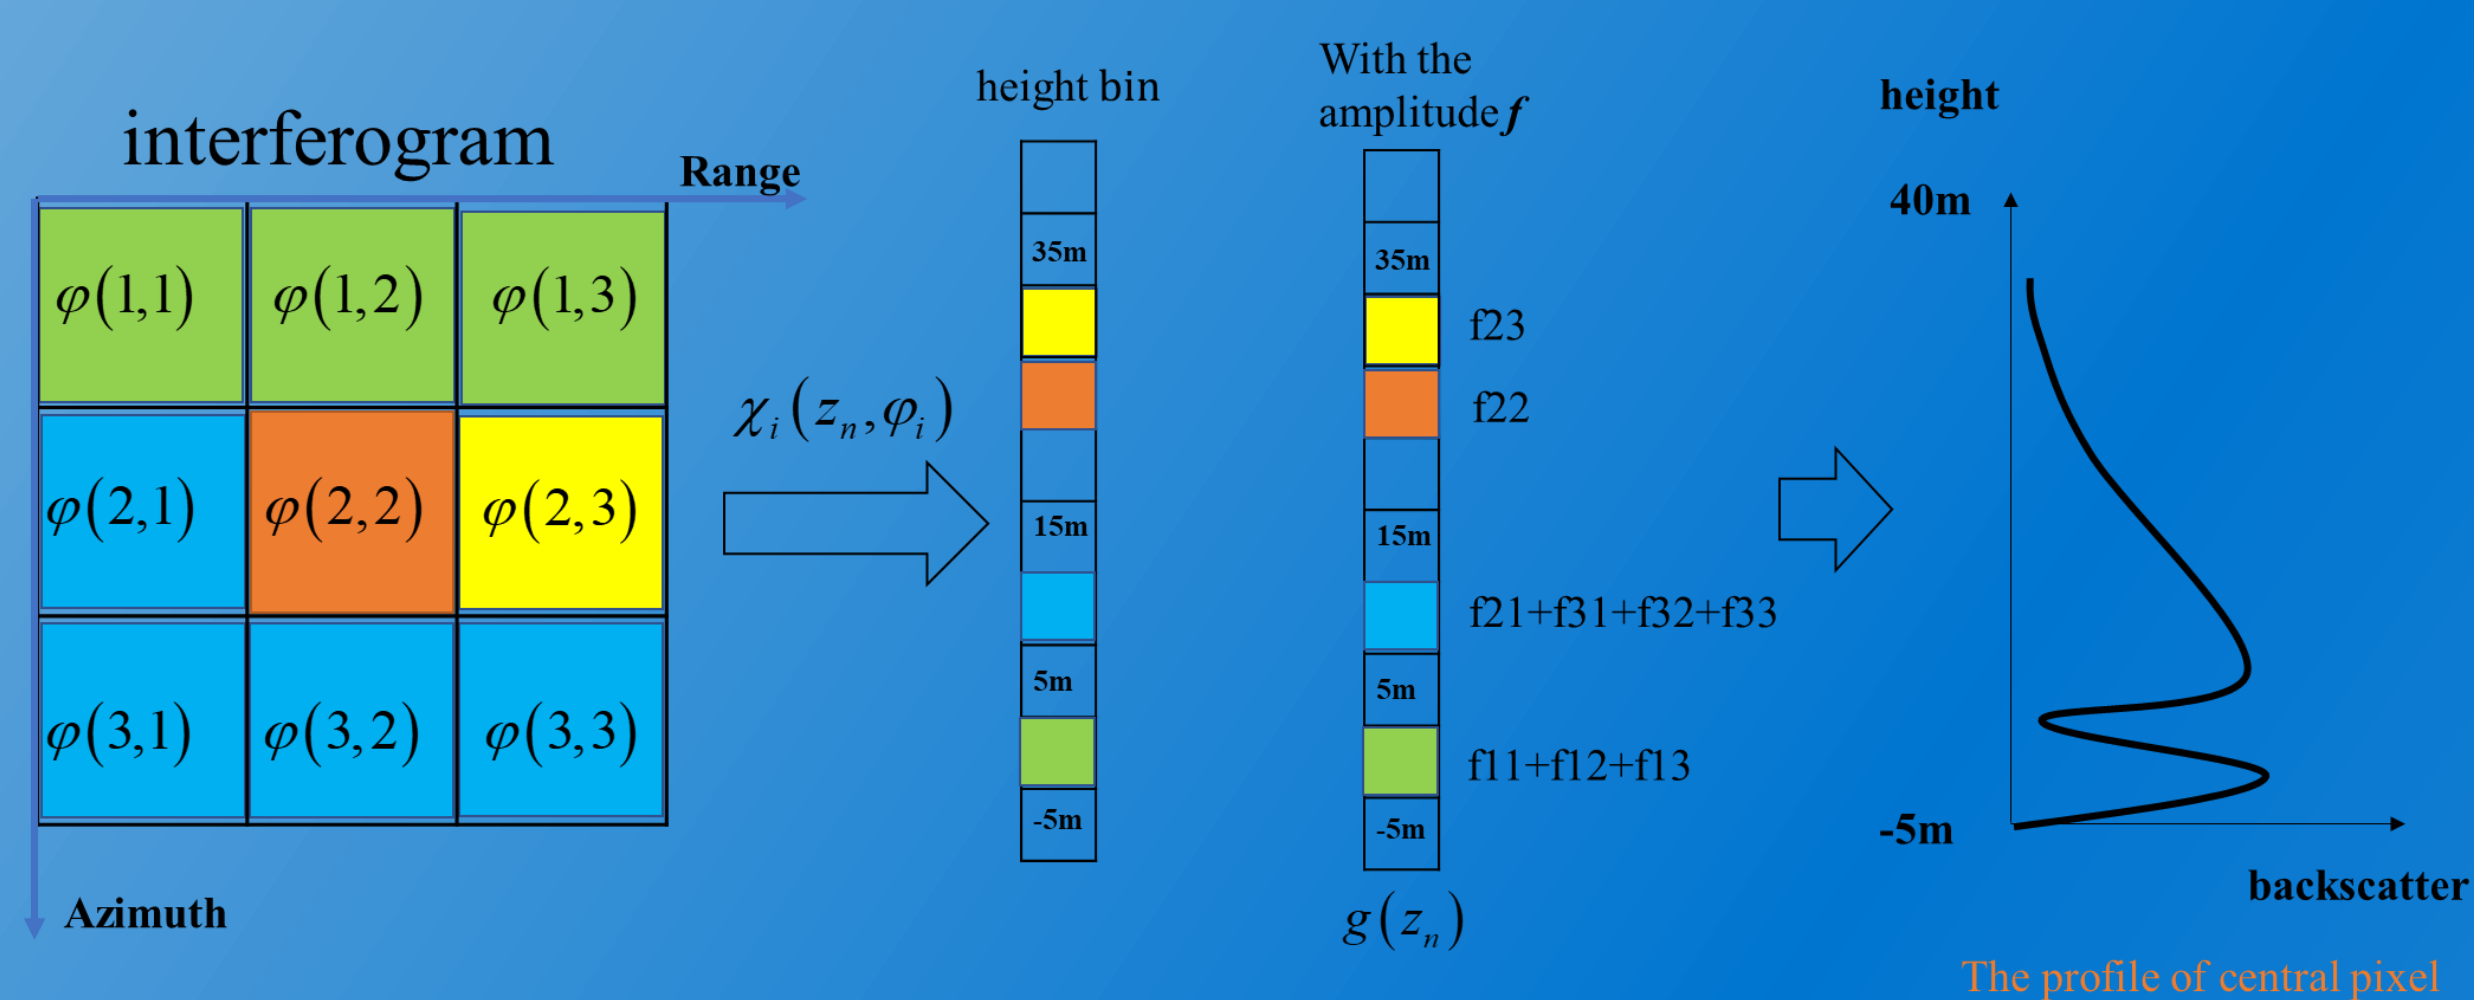 interferogram
Range
φ(1,1) φ(1,2) φ(1,3)
φ(2,1) φ(2,2) φ(2,3)
φ(3,1) φ(3,2) φ(3,3)
Azimuth
χᵢ(zₙ,φᵢ)
height bin
35m
15m
5m
-5m
With the
amplitude f
35m
f23
f22
15m
f21+f31+f32+f33
5m
f11+f12+f13
-5m
g(zₙ)
height
40m
-5m
backscatter
The profile of central pixel